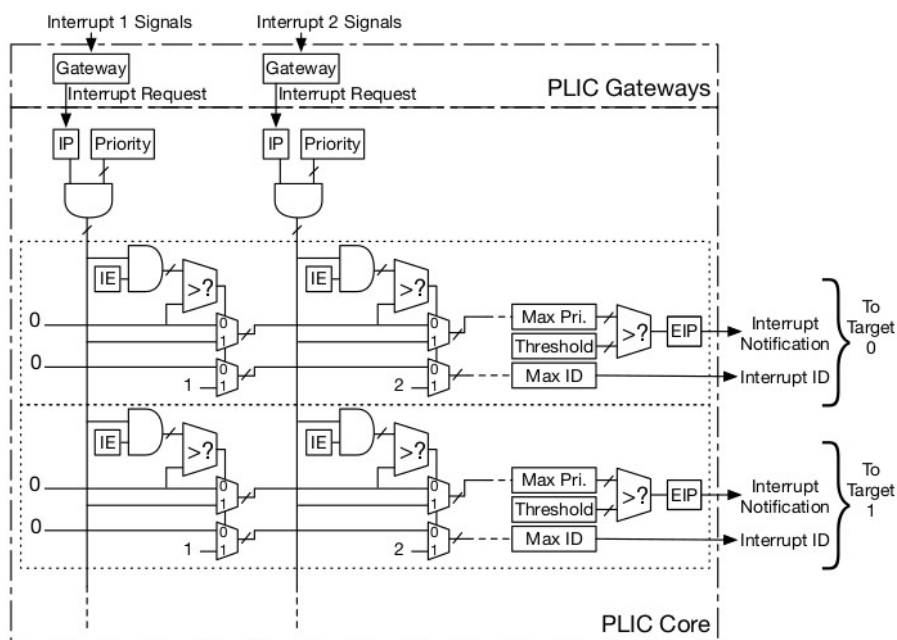 Interrupt 1 Signals
Interrupt 2 Signals
Gateway
Gateway
Interrupt Request
Interrupt Request
PLIC Gateways
IP
Priority
IP
Priority
IE
>?
IE
>?
0
0
1
0
1
Max Pri.
Threshold
>?
EIP
Interrupt
Notification
To
Target
0
0
0
1
1
0
1
2
Max ID
Interrupt ID
IE
>?
IE
>?
0
0
1
0
1
Max Pri.
Threshold
>?
EIP
Interrupt
Notification
To
Target
1
0
0
1
1
0
1
2
Max ID
Interrupt ID
PLIC Core